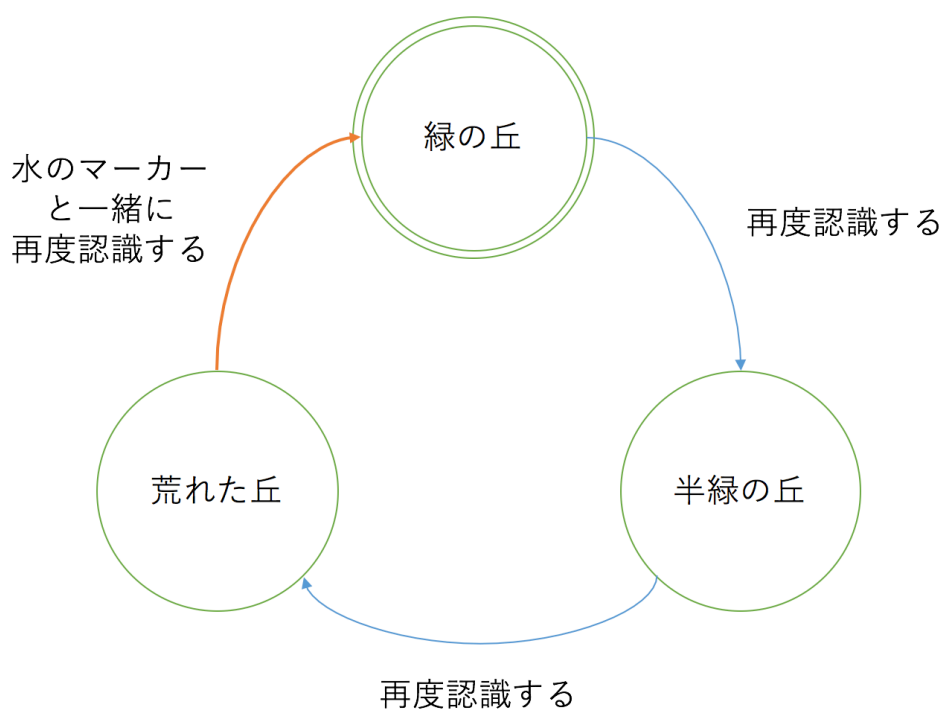 緑の丘
水のマーカー
と一緒に
再度認識する
再度認識する
荒れた丘
半緑の丘
再度認識する